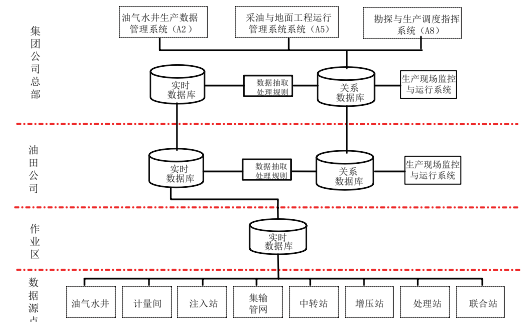 集团公司总部
油气水井生产数据
管理系统(A2)
采油与地面工程运行
管理系统系统(A5)
勘探与生产调度指挥
系统(A8)
实时
数据库
数据抽取
处理规则
关系
数据库
生产现场监控
与运行系统
油田公司
实时
数据库
数据抽取
处理规则
关系
数据库
生产现场监控
与运行系统
作业区
实时
数据库
数据源点
油气水井
计量间
注入站
集输
管网
中转站
增压站
处理站
联合站